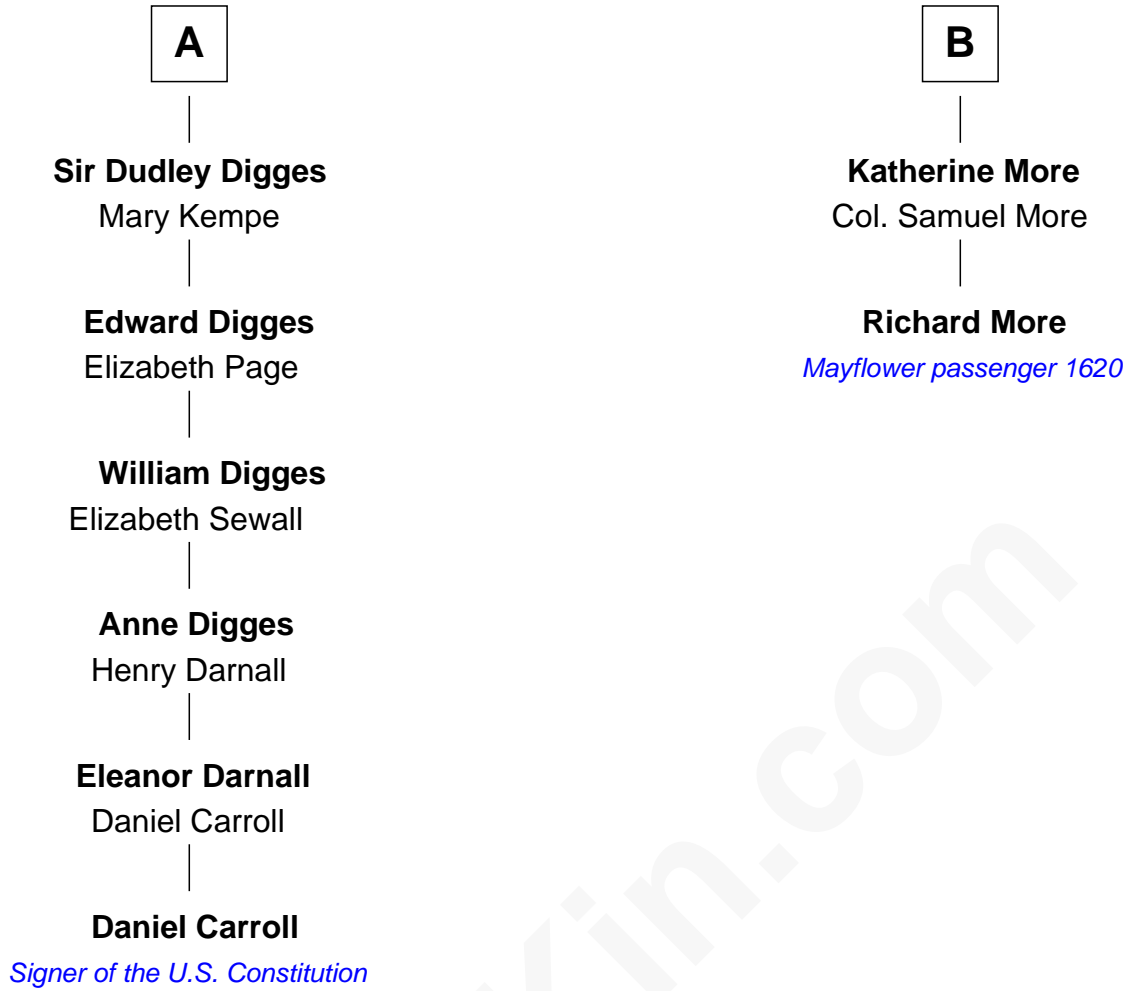 A
Sir Dudley Digges
Mary Kempe
Edward Digges
Elizabeth Page
William Digges
Elizabeth Sewall
Anne Digges
Henry Darnall
Eleanor Darnall
Daniel Carroll
Daniel Carroll
Signer of the U.S. Constitution
B
Katherine More
Col. Samuel More
Richard More
Mayflower passenger 1620